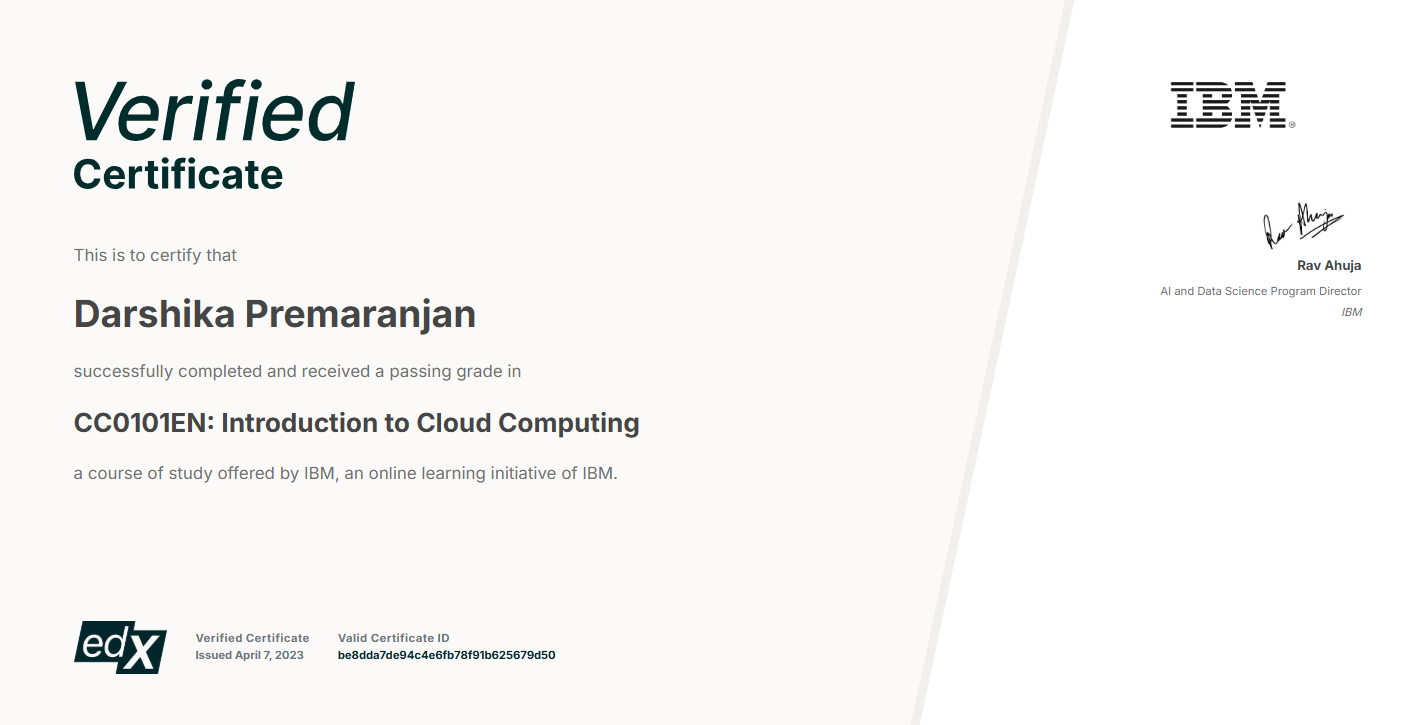 Verified
Certificate
This is to certify that
Darshika Premaranjan
successfully completed and received a passing grade in
CC0101EN: Introduction to Cloud Computing
a course of study offered by IBM, an online learning initiative of IBM.
edX
Verified Certificate
Issued April 7, 2023
Valid Certificate ID
be8dda7de94c4e6fb78f91b625679d50
IBM®
Rav Ahuja
Rav Ahuja
AI and Data Science Program Director
IBM